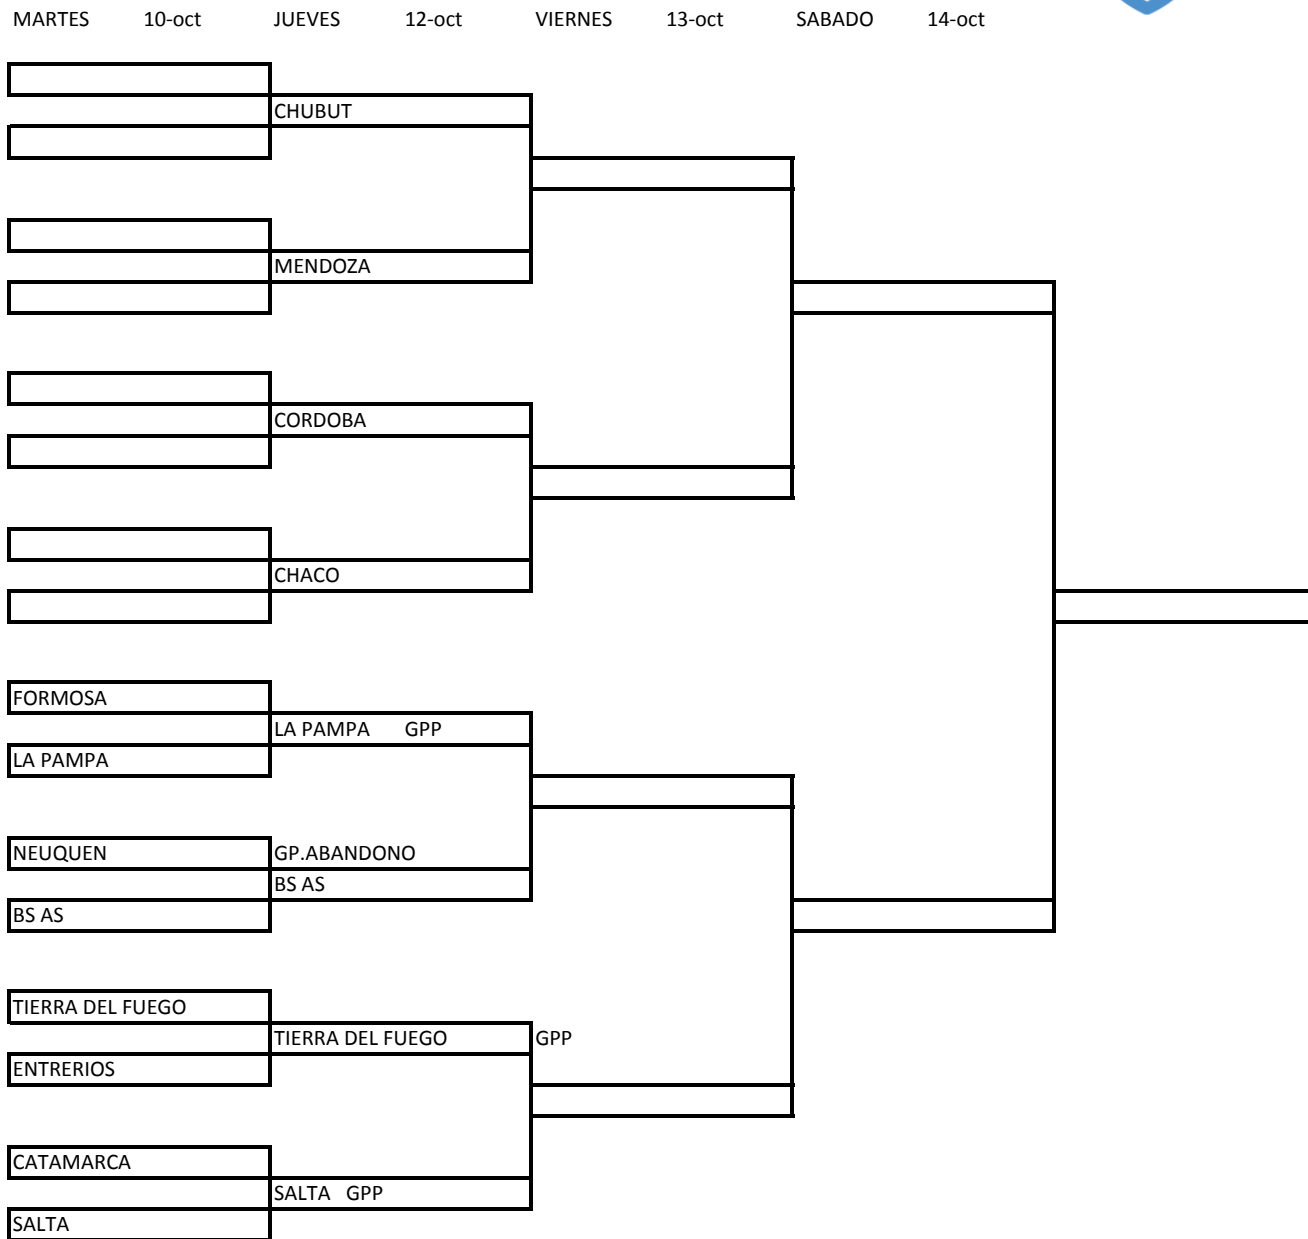 MARTES 10-oct JUEVES 12-oct VIERNES 13-oct SABADO 14-oct
CHUBUT
MENDOZA
CORDOBA
CHACO
FORMOSA
LA PAMPA GPP
LA PAMPA
NEUQUEN GP.ABANDONO
BS AS
BS AS
TIERRA DEL FUEGO
TIERRA DEL FUEGO GPP
ENTRERIOS
CATAMARCA
SALTA GPP
SALTA